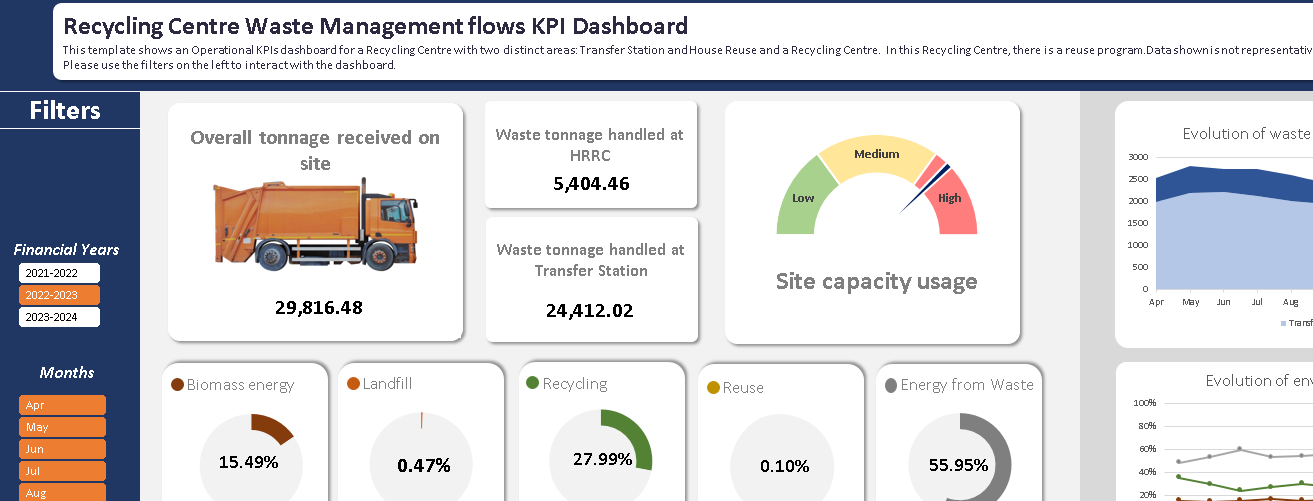 Recycling Centre Waste Management flows KPI Dashboard
This template shows an Operational KPIs dashboard for a Recycling Centre with two distinct areas: Transfer Station and House Reuse and a Recycling Centre. In this Recycling Centre, there is a reuse program.Data shown is not representativ
Please use the filters on the left to interact with the dashboard.
Filters
Financial Years
2021-2022
2022-2023
2023-2024
Months
Apr
May
Jun
Jul
Aug
Overall tonnage received on
site
29,816.48
Waste tonnage handled at
HRRC
5,404.46
Waste tonnage handled at
Transfer Station
24,412.02
Low
Medium
High
Site capacity usage
Evolution of waste
3000
2500
2000
1500
1000
500
0
Apr May Jun Jul Aug
Transf
Biomass energy
15.49%
Landfill
0.47%
Recycling
27.99%
Reuse
0.10%
Energy from Waste
55.95%
Evolution of env
100%
80%
60%
40%
20%